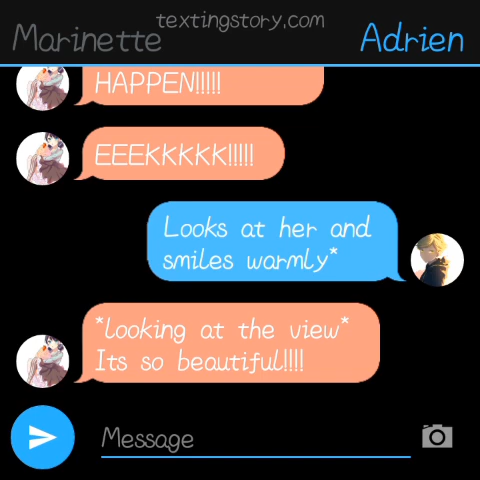 textingstory.com
Marinette
Adrien
HAPPEN!!!!!
EEEKKKKK!!!!!
Looks at her and
smiles warmly*
*looking at the view*
Its so beautiful!!!!
Message